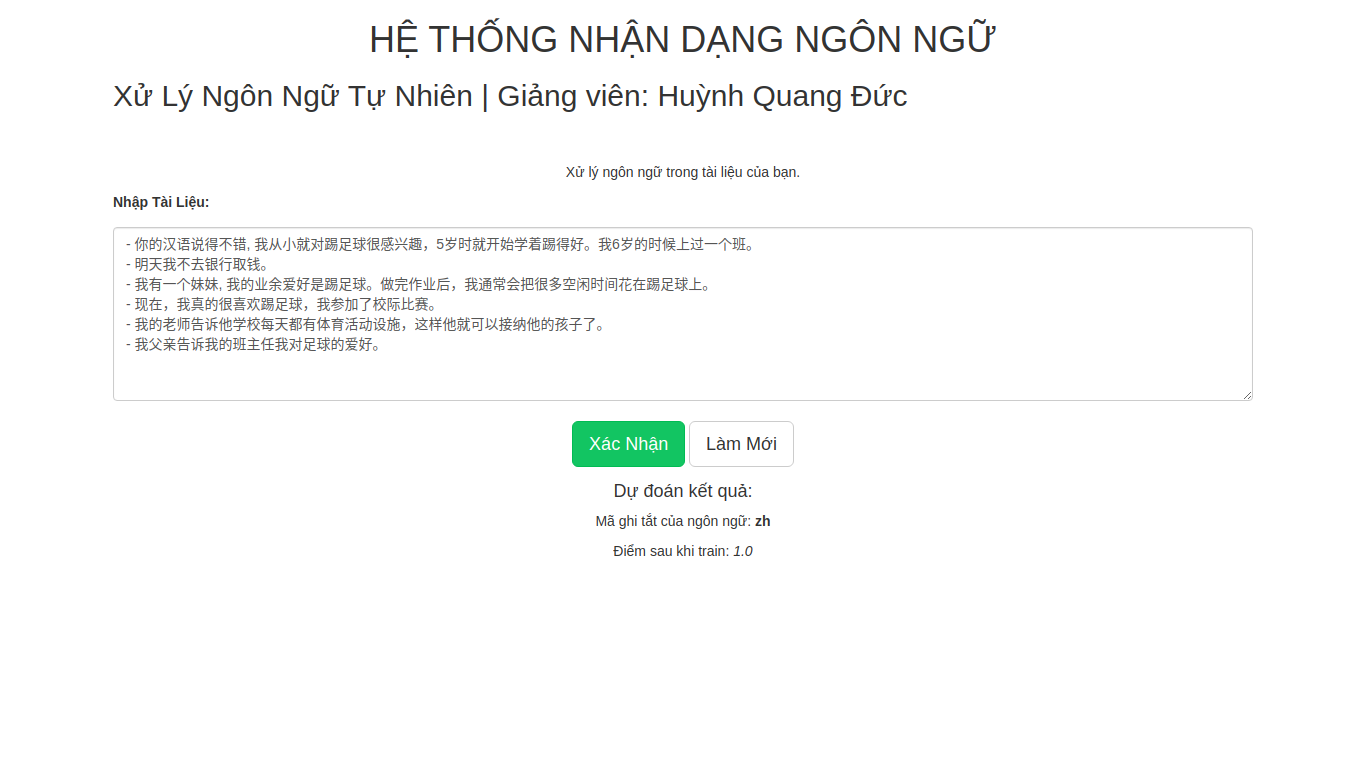 HỆ THỐNG NHẬN DẠNG NGÔN NGỮ
Xử Lý Ngôn Ngữ Tự Nhiên | Giảng viên: Huỳnh Quang Đức
Xử lý ngôn ngữ trong tài liệu của bạn.
Nhập Tài Liệu:
- 你的汉语说得不错, 我从小就对踢足球很感兴趣，5岁时就开始学着踢得好。我6岁的时候上过一个班。
- 明天我不去银行取钱。
- 我有一个妹妹, 我的业余爱好是踢足球。做完作业后，我通常会把很多空闲时间花在踢足球上。
- 现在，我真的很喜欢踢足球，我参加了校际比赛。
- 我的老师告诉他学校每天都有体育活动设施，这样他就可以接纳他的孩子了。
- 我父亲告诉我的班主任我对足球的爱好。
Xác Nhận Làm Mới
Dự đoán kết quả:
Mã ghi tắt của ngôn ngữ: zh
Điểm sau khi train: 1.0